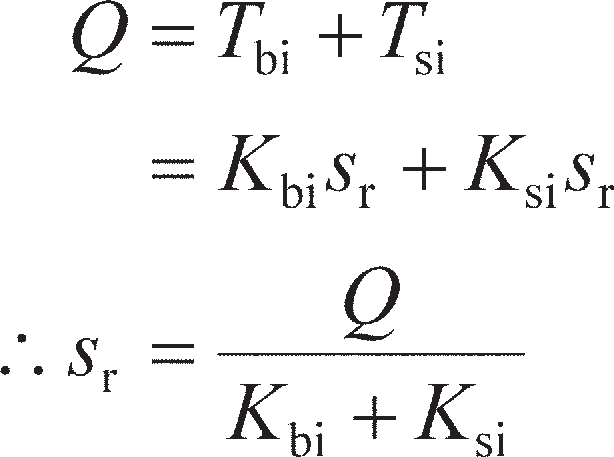 Q = T_bi + T_si
= K_bi s_r + K_si s_r
∴ s_r = Q / (K_bi + K_si)